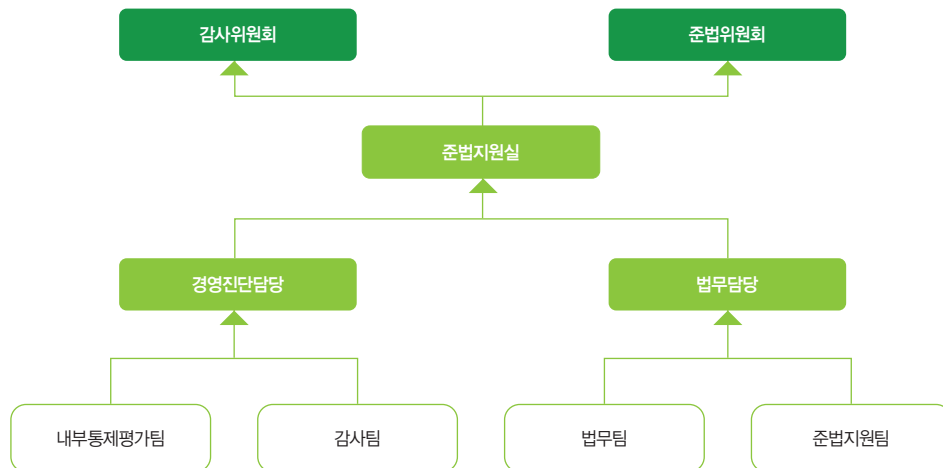 감사위원회
준법위원회
준법지원실
경영진단담당
법무담당
내부통제평가팀
감사팀
법무팀
준법지원팀